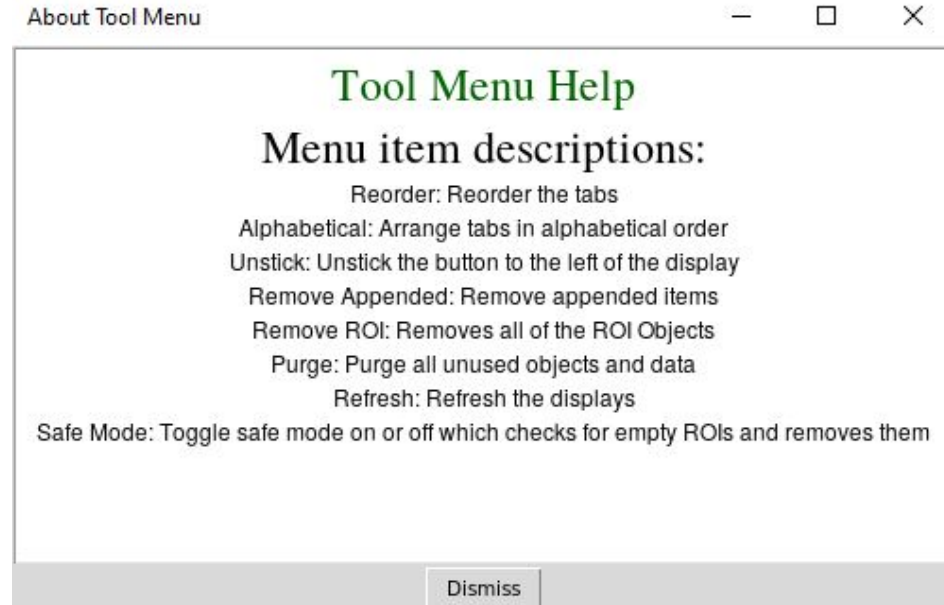 About Tool Menu
Tool Menu Help
Menu item descriptions:
Reorder: Reorder the tabs
Alphabetical: Arrange tabs in alphabetical order
Unstick: Unstick the button to the left of the display
Remove Appended: Remove appended items
Remove ROI: Removes all of the ROI Objects
Purge: Purge all unused objects and data
Refresh: Refresh the displays
Safe Mode: Toggle safe mode on or off which checks for empty ROIs and removes them
Dismiss